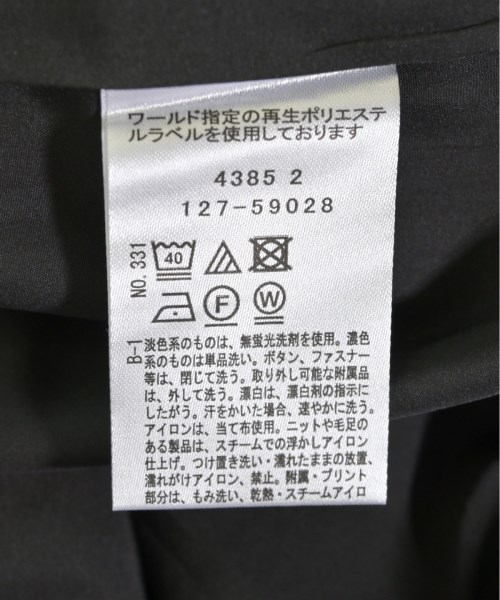 ワールド指定の再生ポリエステ
ルラベルを使用しております
4385 2
127-59028
NO. 331
40
F
W
B-1
淡色系のものは、無蛍光洗剤を使用。濃色
系のものは単品洗い。ボタン、ファスナー
等は、閉じて洗う。取り外し可能な附属品
は、外して洗う。漂白は、漂白剤の指示に
したがう。汗をかいた場合、速やかに洗う。
アイロンは、当て布使用。ニットや毛足の
ある製品は、スチームでの浮かしアイロン
仕上げ。つけ置き洗い・濡れたままの放置、
濡れがけアイロン、禁止。附属・プリント
部分は、もみ洗い、乾熱・スチームアイロ